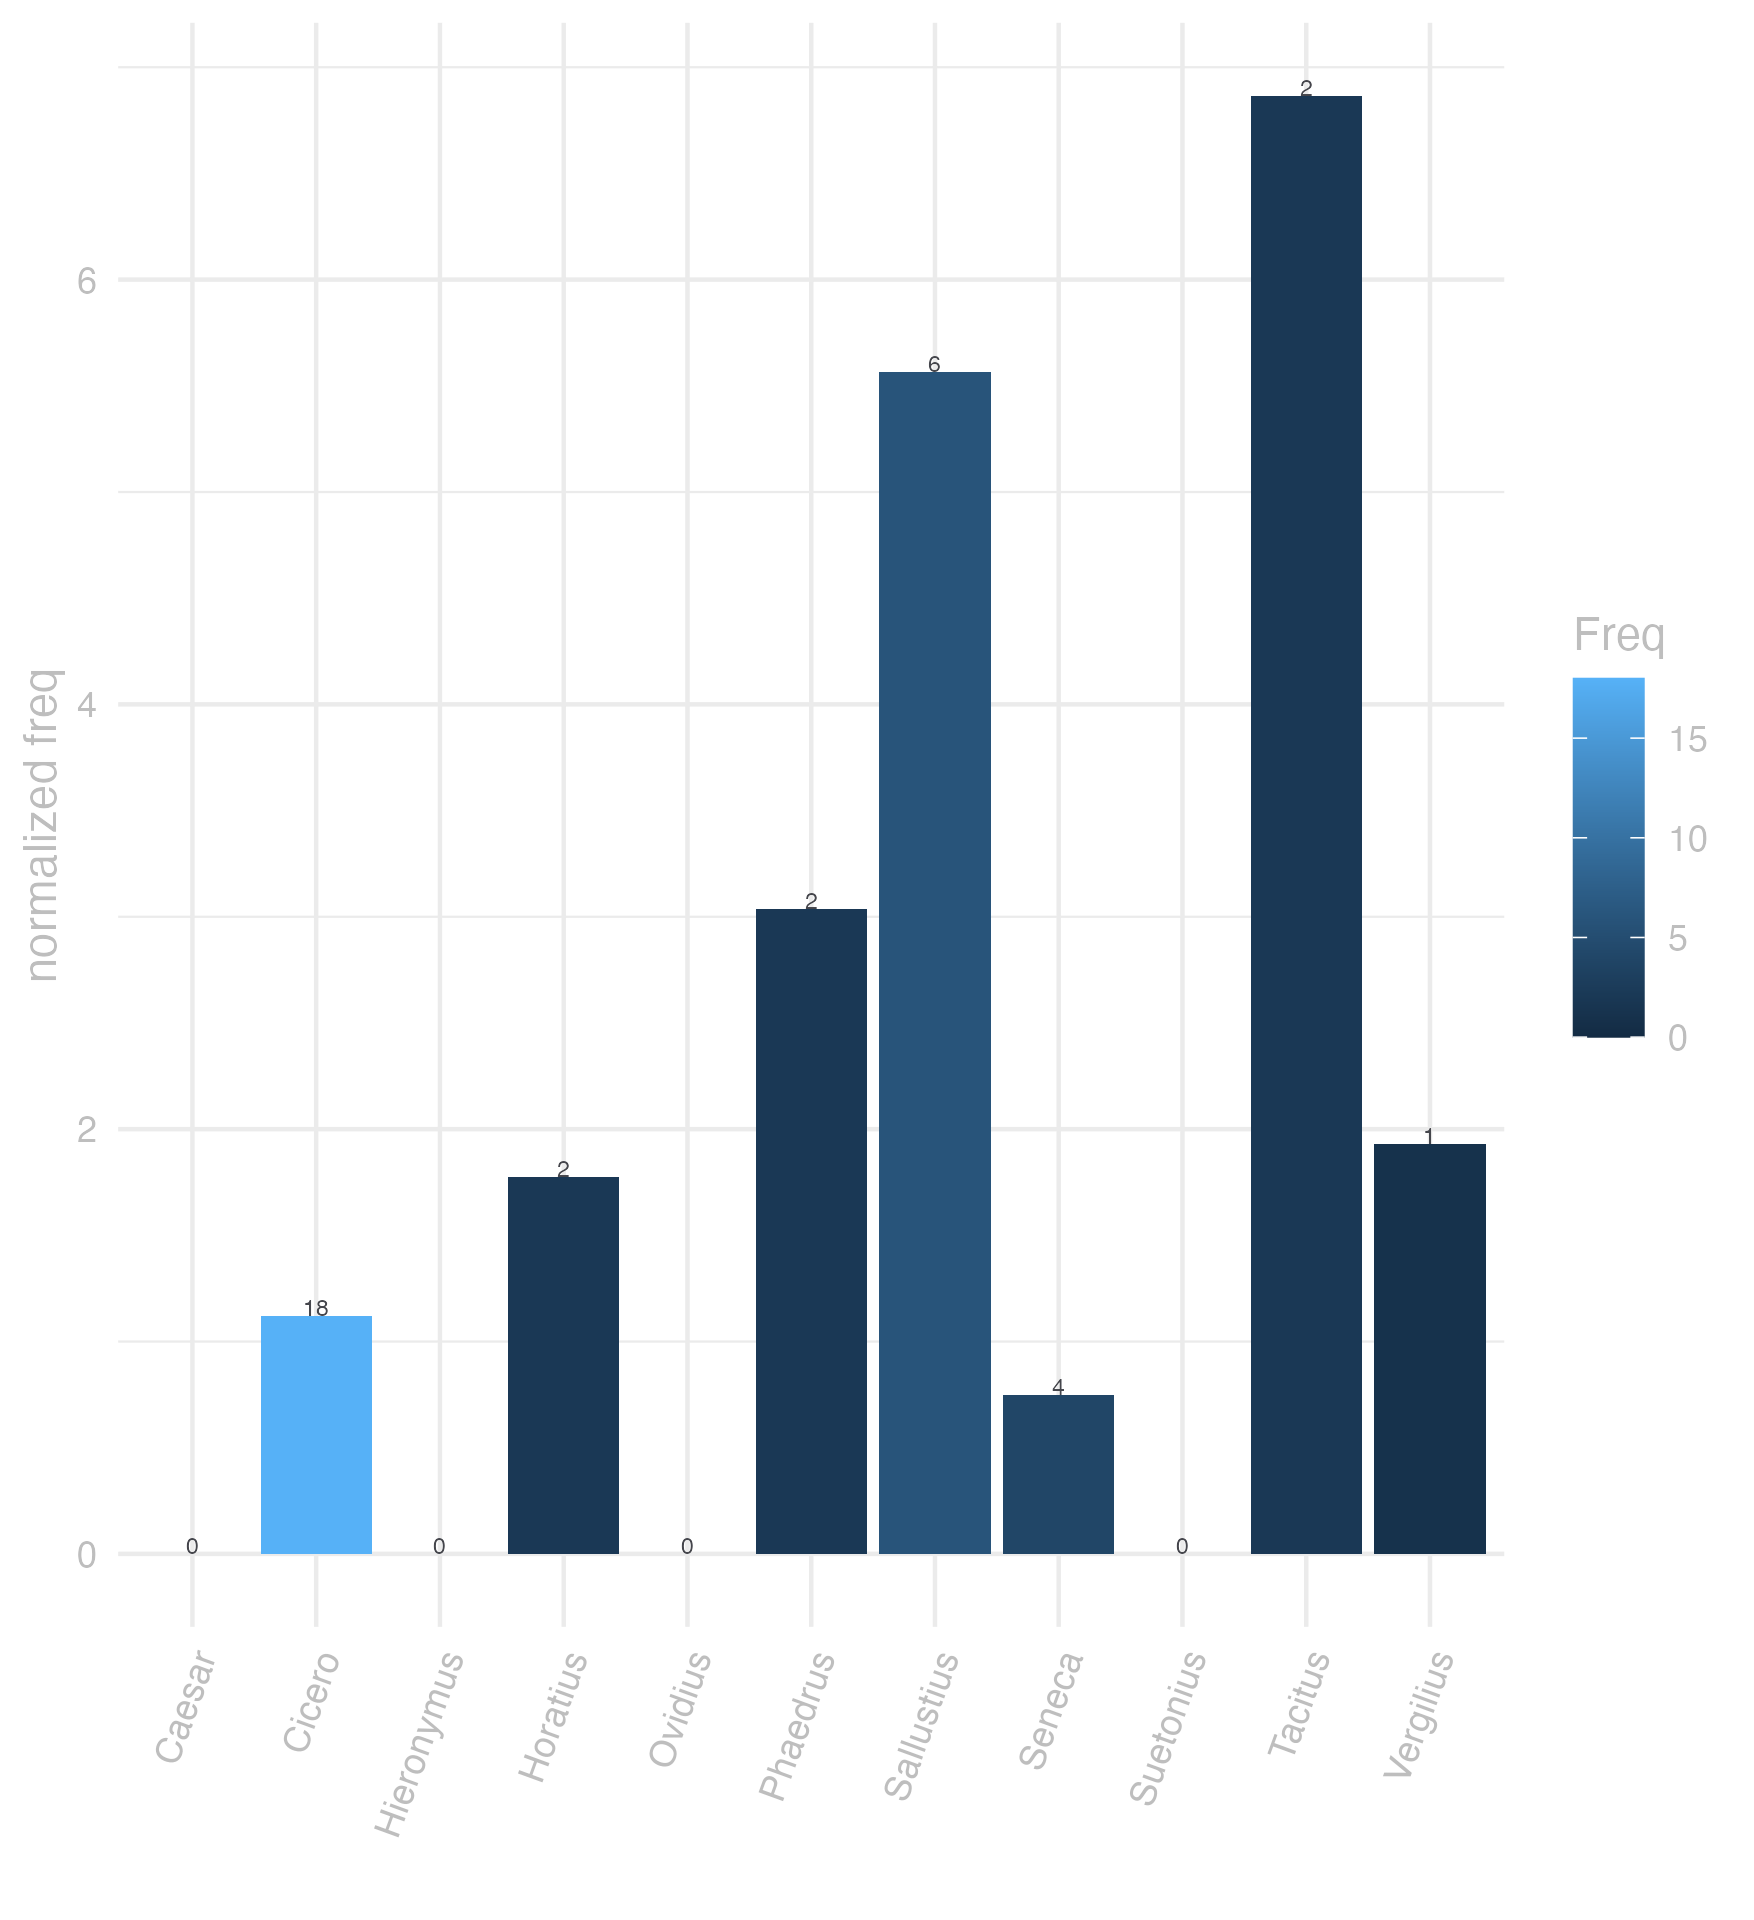 normalized freq
6
4
2
0
0
18
0
2
0
2
6
4
0
2
1
Caesar
Cicero
Hieronymus
Horatius
Ovidius
Phaedrus
Sallustius
Seneca
Suetonius
Tacitus
Vergilius
Freq
15
10
5
0